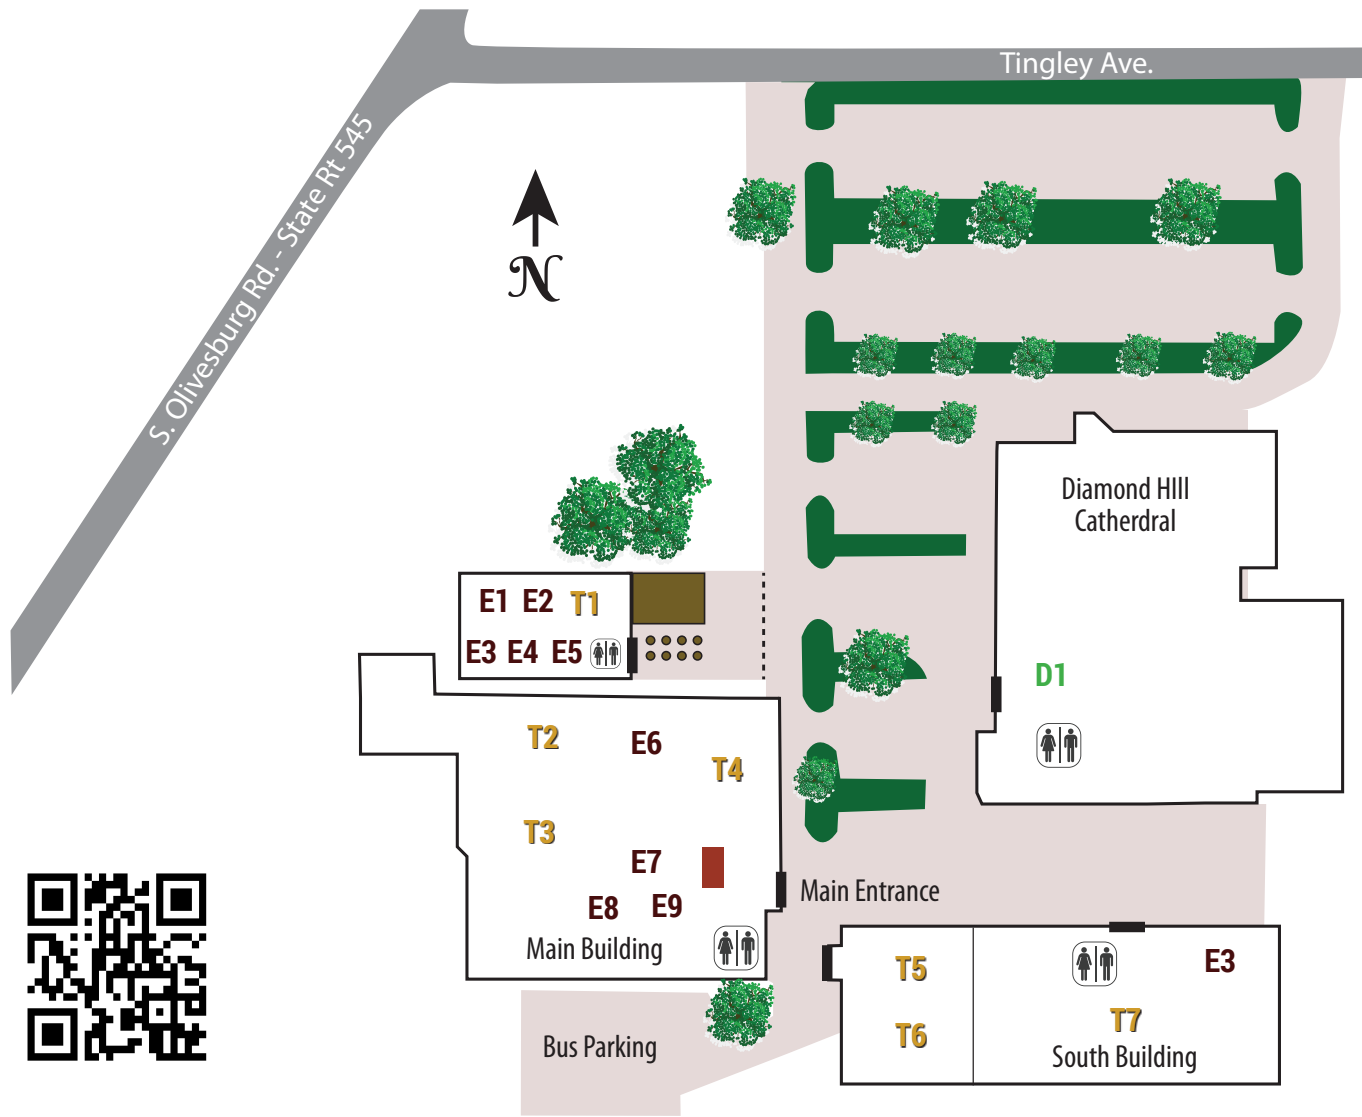 Tingley Ave.
S. Olivesburg Rd. - State Rt 545
N
Diamond HIll
Catherdral
E1 E2 T1
E3 E4 E5
D1
T2
E6
T4
T3
E7
E8
E9
Main Entrance
Main Building
T5
E3
T6
T7
Bus Parking
South Building